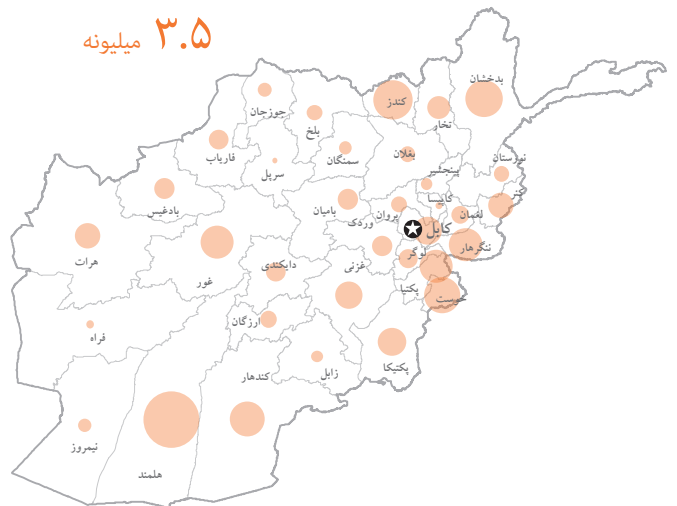 ۳.۵ میلیونه
بدخشان
کندز
تخار
جوزجان
بلخ
فاریاب
سمنگان
بغلان
نورستان
سرپل
پنجشیر
کاپیسا
کنر
بادغیس
بامیان
پروان
لغمان
وردک
کابل
ننگرهار
هرات
لوگر
غور
دایکندی
غزنی
پکتیا
خوست
ارزگان
فراه
پکتیکا
زابل
کندهار
نیمروز
هلمند